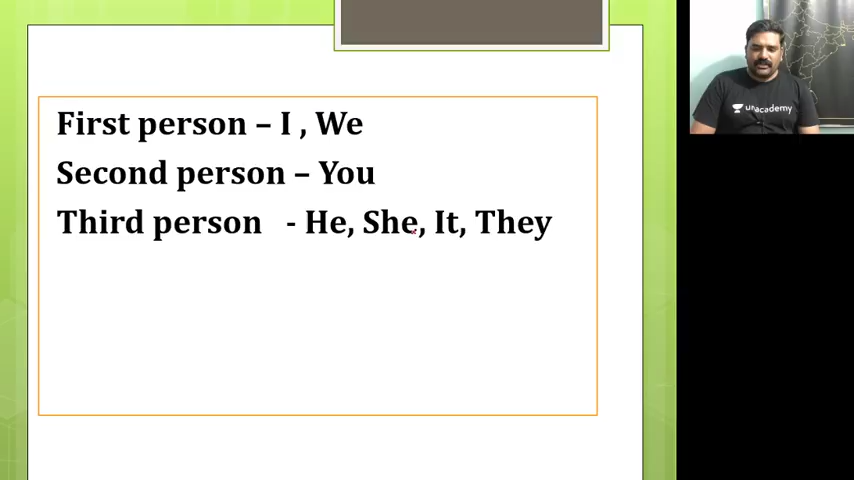 First person – I , We
Second person – You
Third person - He, She, It, They
unacademy